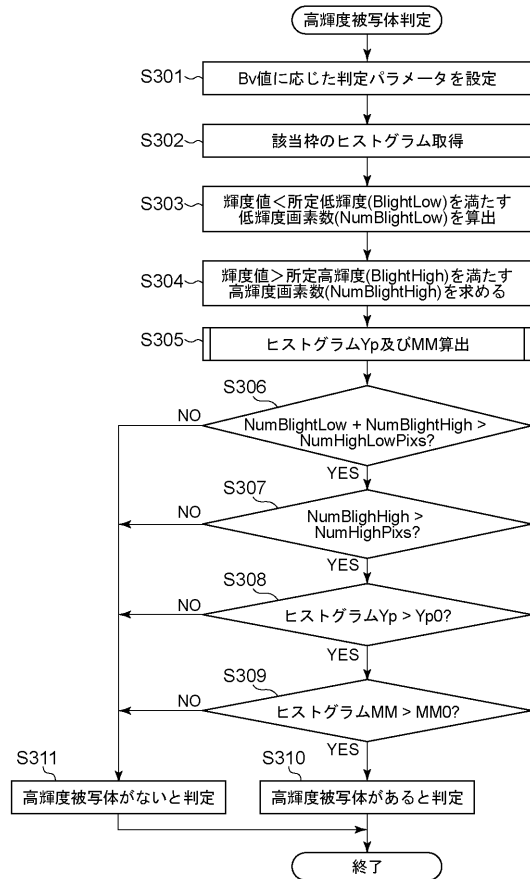 高輝度被写体判定
S301
Bv値に応じた判定パラメータを設定
S302
該当枠のヒストグラム取得
S303
輝度値＜所定低輝度(BlightLow)を満たす
低輝度画素数(NumBlightLow)を算出
S304
輝度値＞所定高輝度(BlightHigh)を満たす
高輝度画素数(NumBlightHigh)を求める
S305
ヒストグラムYp及びMM算出
S306
NO
NumBlightLow + NumBlightHigh >
NumHighLowPixs?
YES
S307
NO
NumBlighHigh >
NumHighPixs?
YES
S308
NO
ヒストグラムYp > Yp0?
YES
S309
NO
ヒストグラムMM > MM0?
YES
S311
S310
高輝度被写体がないと判定
高輝度被写体があると判定
終了